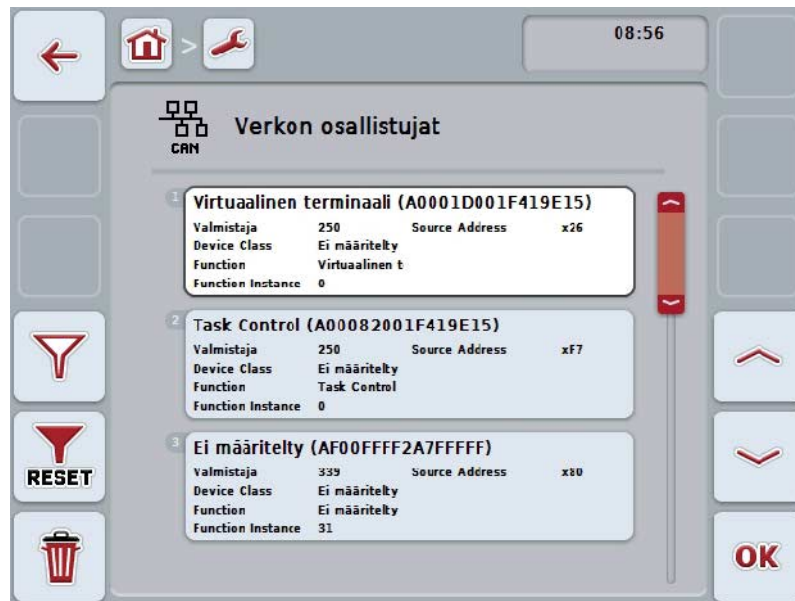 08:56
>
CAN
Verkon osallistujat
1
Virtuaalinen terminaali (A0001D001F419E15)
Valmistaja 250 Source Address x26
Device Class Ei määritelty
Function Virtuaalinen t
Function Instance 0
2
Task Control (A00082001F419E15)
Valmistaja 250 Source Address xF7
Device Class Ei määritelty
Function Task Control
Function Instance 0
3
Ei määritelty (AF00FFFF2A7FFFFF)
Valmistaja 339 Source Address x80
Device Class Ei määritelty
Function Ei määritelty
Function Instance 31
RESET
OK